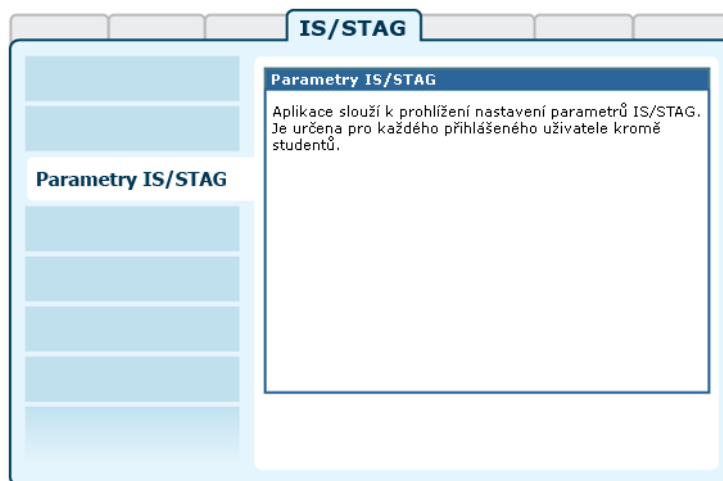 IS/STAG
Parametry IS/STAG
Parametry IS/STAG
Aplikace slouží k prohlížení nastavení parametrů IS/STAG.
Je určena pro každého přihlášeného uživatele kromě
studentů.